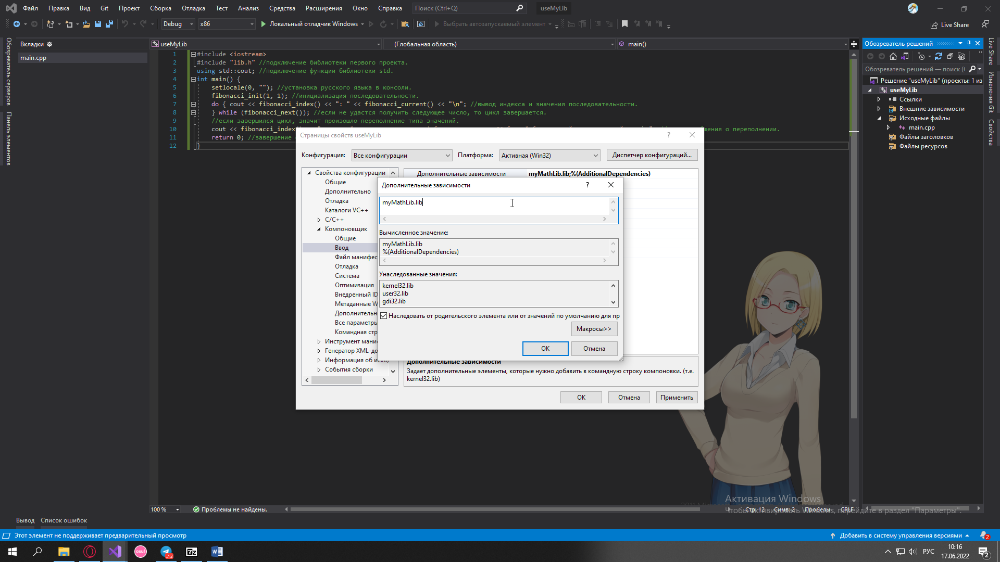 Файл Правка Вид Git Проект Сборка Отладка Тест Анализ Средства Расширения Окно Справка Поиск (Ctrl+Q) useMyLib
Debug x86 Локальный отладчик Windows Выбрать автозапускаемый элемент Live Share
Обозреватель серверов
Панель элементов
Вкладки
main.cpp
useMyLib (Глобальная область) main()
1 #include <iostream>
2 #include "lib.h" //подключение библиотеки первого проекта.
3 using std::cout; //подключение функции библиотеки std.
4 int main() {
5 setlocale(0, ""); //установка русского языка в консоли.
6 fibonacci_init(1, 1); //инициализация последовательности.
7 do { cout << fibonacci_index() << ": " << fibonacci_current() << "\n"; //вывод индекса и значения последовательности.
8 } while (fibonacci_next()); //если не удастся получить следующее число, то цикл завершается.
9 //если завершился цикл, значит произошло переполнение типа значений.
10 cout << fibonacci_index щения о переполнении.
11 return 0; //завершение
12 }
Страницы свойств useMyLib ?
Конфигурация: Все конфигурации Платформа: Активная (Win32) Диспетчер конфигураций...
Свойства конфигурации
Общие
Дополнительно
Отладка
Каталоги VC++
C/C++
Компоновщик
Общие
Ввод
Файл манифес
Отладка
Система
Оптимизация
Внедренный ID
Метаданные W
Дополнительн
Все параметры
Командная стр
Инструмент мани
Генератор XML-до
Информация об исхо
События сборки
Дополнительные зависимости myMathLib.lib;%(AdditionalDependencies)
Дополнительные зависимости ?
myMathLib.lib
Вычисленное значение:
myMathLib.lib
%(AdditionalDependencies)
Унаследованные значения:
kernel32.lib
user32.lib
gdi32.lib
Наследовать от родительского элемента или от значений по умолчанию для пр
Макросы>>
ОК Отмена
Дополнительные зависимости
Задает дополнительные элементы, которые нужно добавить в командную строку компоновки. (т.е.
kernel32.lib)
ОК Отмена Применить
Обозреватель решений
Обозреватель решений — поиск (
Решение "useMyLib" (проекты: 1 из
useMyLib
Ссылки
Внешние зависимости
Исходные файлы
main.cpp
Файлы заголовков
Файлы ресурсов
Live Share
Изменения Git
Свойства
Активация Windows
Чтобы активировать Windows, перейдите в раздел "Параметры".
100 % Проблемы не найдены. Стр: 12 Симв: 2 Пробелы CRLF
Вывод Список ошибок
Этот элемент не поддерживает предварительный просмотр Добавить в систему управления версиями 2
osu! 12 7z W РУС 10:16
17.06.2022 2